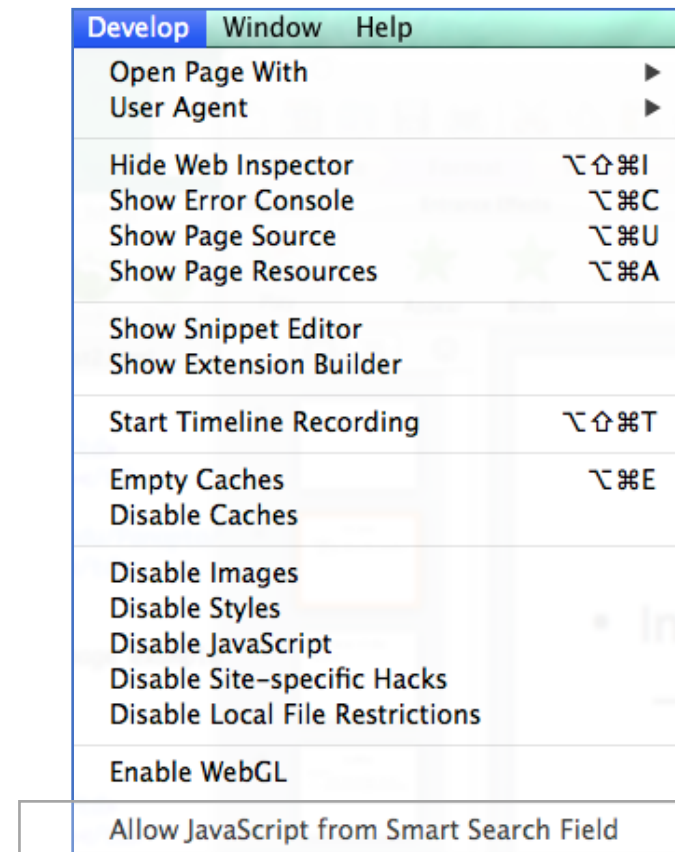 Develop Window Help
Open Page With ▶
User Agent ▶
Hide Web Inspector ⌥⇧⌘I
Show Error Console ⌥⌘C
Show Page Source ⌥⌘U
Show Page Resources ⌥⌘A
Show Snippet Editor
Show Extension Builder
Start Timeline Recording ⌥⇧⌘T
Empty Caches ⌥⌘E
Disable Caches
Disable Images
Disable Styles
Disable JavaScript
Disable Site-specific Hacks
Disable Local File Restrictions
Enable WebGL
Allow JavaScript from Smart Search Field